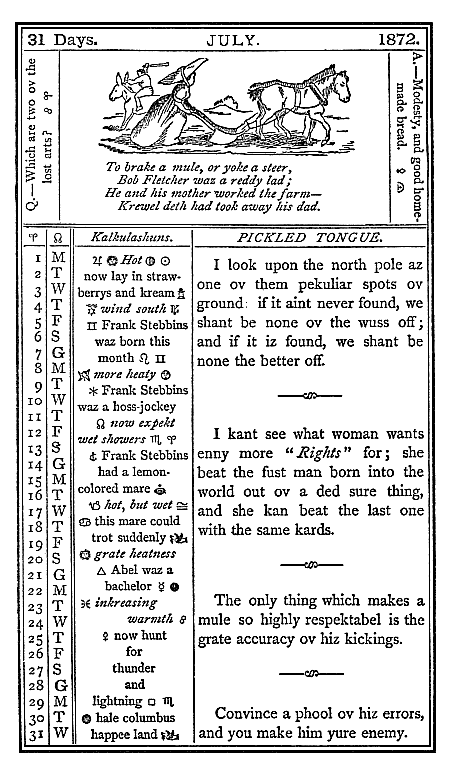 31 Days.
JULY.
1872.
Q.—Which are two ov the
lost arts? 8 ♈
A.—Modesty, and good home-
made bread. ♀ ♋
To brake a mule, or yoke a steer,
Bob Fletcher waz a reddy lad;
He and his mother worked the farm—
Krewel deth had took away his dad.
♈ ☊ Kalkulashuns.
1 M
2 T
3 W
4 T
5 F
6 S
7 G
8 M
9 T
10 W
11 T
12 F
13 S
14 G
15 M
16 T
17 W
18 T
19 F
20 S
21 G
22 M
23 T
24 W
25 T
26 F
27 S
28 G
29 M
30 T
31 W
♃ Hot ☉
now lay in straw-
berrys and kream
wind south
♊ Frank Stebbins
waz born this
month ♌ ♊
more heaty
* Frank Stebbins
waz a hoss-jockey
☊ now expekt
wet showers ♏ ♈
Frank Stebbins
had a lemon-
colored mare
hot, but wet
this mare could
trot suddenly
grate heatness
△ Abel waz a
bachelor ☿
♓ inkreasing
warmth 8
♀ now hunt
for
thunder
and
lightning □ ♏
hale columbus
happee land
PICKLED TONGUE.
I look upon the north pole az
one ov them pekuliar spots ov
ground: if it aint never found, we
shant be none ov the wuss off;
and if it iz found, we shant be
none the better off.
I kant see what woman wants
enny more "Rights" for; she
beat the fust man born into the
world out ov a ded sure thing,
and she kan beat the last one
with the same kards.
The only thing which makes a
mule so highly respektabel is the
grate accuracy ov hiz kickings.
Convince a phool ov hiz errors,
and you make him yure enemy.